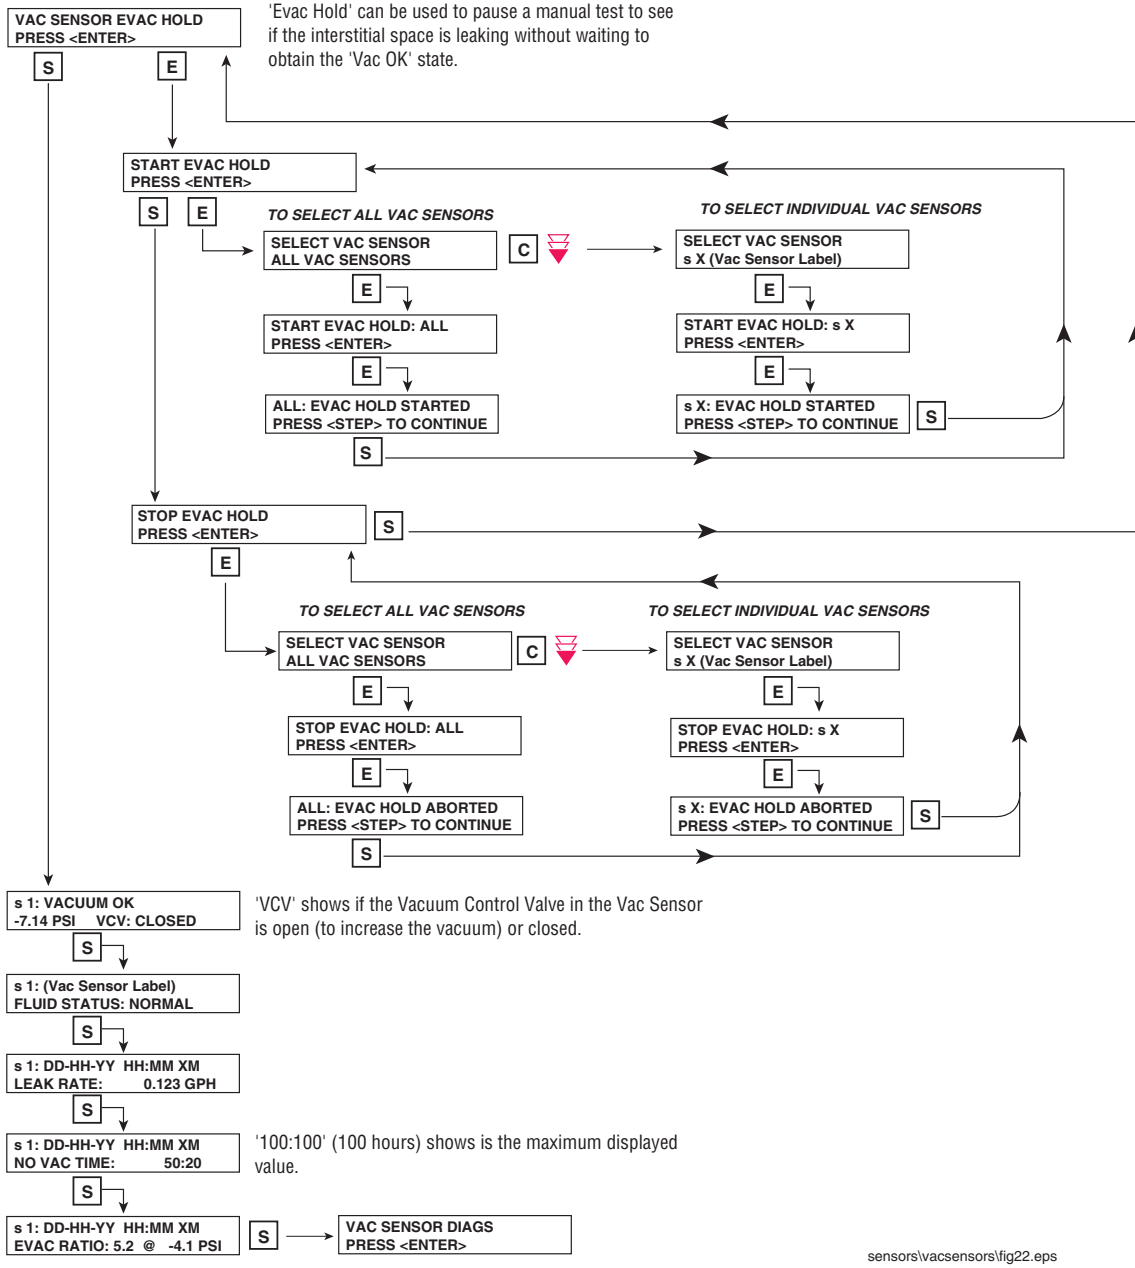 VAC SENSOR EVAC HOLD
PRESS <ENTER>
'Evac Hold' can be used to pause a manual test to see
if the interstitial space is leaking without waiting to
obtain the 'Vac OK' state.
S
E
START EVAC HOLD
PRESS <ENTER>
S
E
TO SELECT ALL VAC SENSORS
TO SELECT INDIVIDUAL VAC SENSORS
SELECT VAC SENSOR
ALL VAC SENSORS
C
SELECT VAC SENSOR
s X (Vac Sensor Label)
E
E
START EVAC HOLD: ALL
PRESS <ENTER>
START EVAC HOLD: s X
PRESS <ENTER>
E
E
ALL: EVAC HOLD STARTED
PRESS <STEP> TO CONTINUE
s X: EVAC HOLD STARTED
PRESS <STEP> TO CONTINUE
S
S
STOP EVAC HOLD
PRESS <ENTER>
S
E
TO SELECT ALL VAC SENSORS
TO SELECT INDIVIDUAL VAC SENSORS
SELECT VAC SENSOR
ALL VAC SENSORS
C
SELECT VAC SENSOR
s X (Vac Sensor Label)
E
E
STOP EVAC HOLD: ALL
PRESS <ENTER>
STOP EVAC HOLD: s X
PRESS <ENTER>
E
E
ALL: EVAC HOLD ABORTED
PRESS <STEP> TO CONTINUE
s X: EVAC HOLD ABORTED
PRESS <STEP> TO CONTINUE
S
S
s 1: VACUUM OK
-7.14 PSI VCV: CLOSED
'VCV' shows if the Vacuum Control Valve in the Vac Sensor
is open (to increase the vacuum) or closed.
S
s 1: (Vac Sensor Label)
FLUID STATUS: NORMAL
S
s 1: DD-HH-YY HH:MM XM
LEAK RATE: 0.123 GPH
S
s 1: DD-HH-YY HH:MM XM
NO VAC TIME: 50:20
'100:100' (100 hours) shows is the maximum displayed
value.
S
s 1: DD-HH-YY HH:MM XM
EVAC RATIO: 5.2 @ -4.1 PSI
S
VAC SENSOR DIAGS
PRESS <ENTER>
sensors\vacsensors\fig22.eps